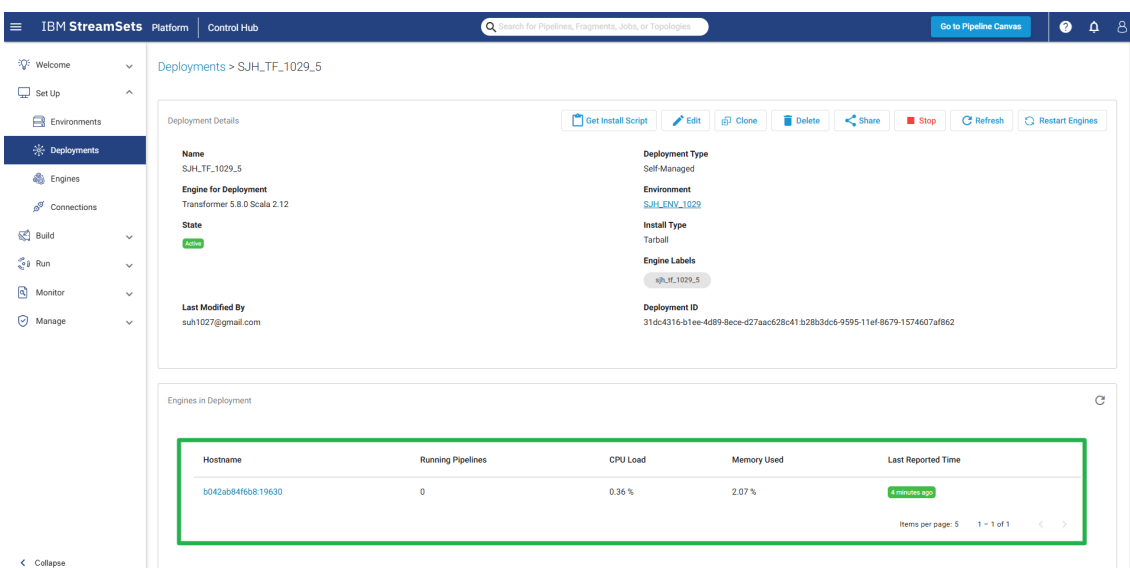 IBM StreamSets Platform Control Hub
Search for Pipelines, Fragments, Jobs, or Topologies
Go to Pipeline Canvas
Welcome
Set Up
Environments
Deployments
Engines
Connections
Build
Run
Monitor
Manage
Collapse
Deployments > SJH_TF_1029_5
Deployment Details
Get Install Script Edit Clone Delete Share Stop Refresh Restart Engines
Name
SJH_TF_1029_5
Engine for Deployment
Transformer 5.8.0 Scala 2.12
State
Active
Last Modified By
suh1027@gmail.com
Deployment Type
Self-Managed
Environment
SJH_ENV_1029
Install Type
Tarball
Engine Labels
sjh_tf_1029_5
Deployment ID
31dc4316-b1ee-4d89-8ece-d27aac628c41:b28b3dc6-9595-11ef-8679-1574607af862
Engines in Deployment
Hostname Running Pipelines CPU Load Memory Used Last Reported Time
b042ab84f6b8:19630 0 0.36 % 2.07 % 4 minutes ago
Items per page: 5 1 – 1 of 1